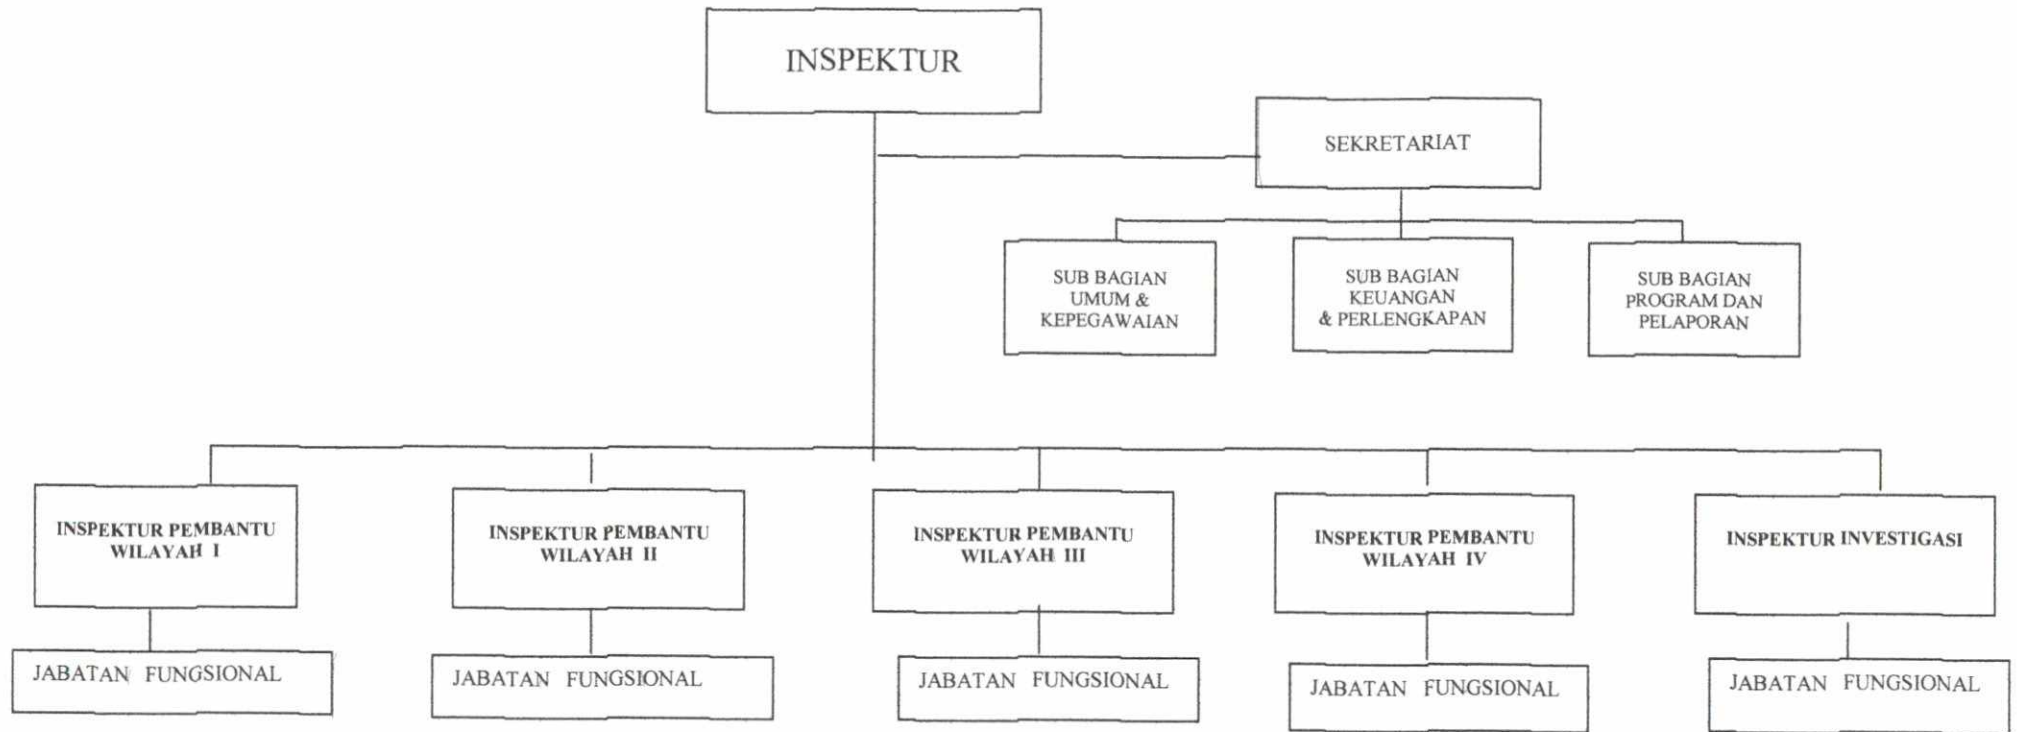 INSPEKTUR
SEKRETARIAT
SUB BAGIAN
UMUM &
KEPEGAWAIAN
SUB BAGIAN
KEUANGAN
& PERLENGKAPAN
SUB BAGIAN
PROGRAM DAN
PELAPORAN
INSPEKTUR PEMBANTU
WILAYAH I
INSPEKTUR PEMBANTU
WILAYAH II
INSPEKTUR PEMBANTU
WILAYAH III
INSPEKTUR PEMBANTU
WILAYAH IV
INSPEKTUR INVESTIGASI
JABATAN FUNGSIONAL
JABATAN FUNGSIONAL
JABATAN FUNGSIONAL
JABATAN FUNGSIONAL
JABATAN FUNGSIONAL